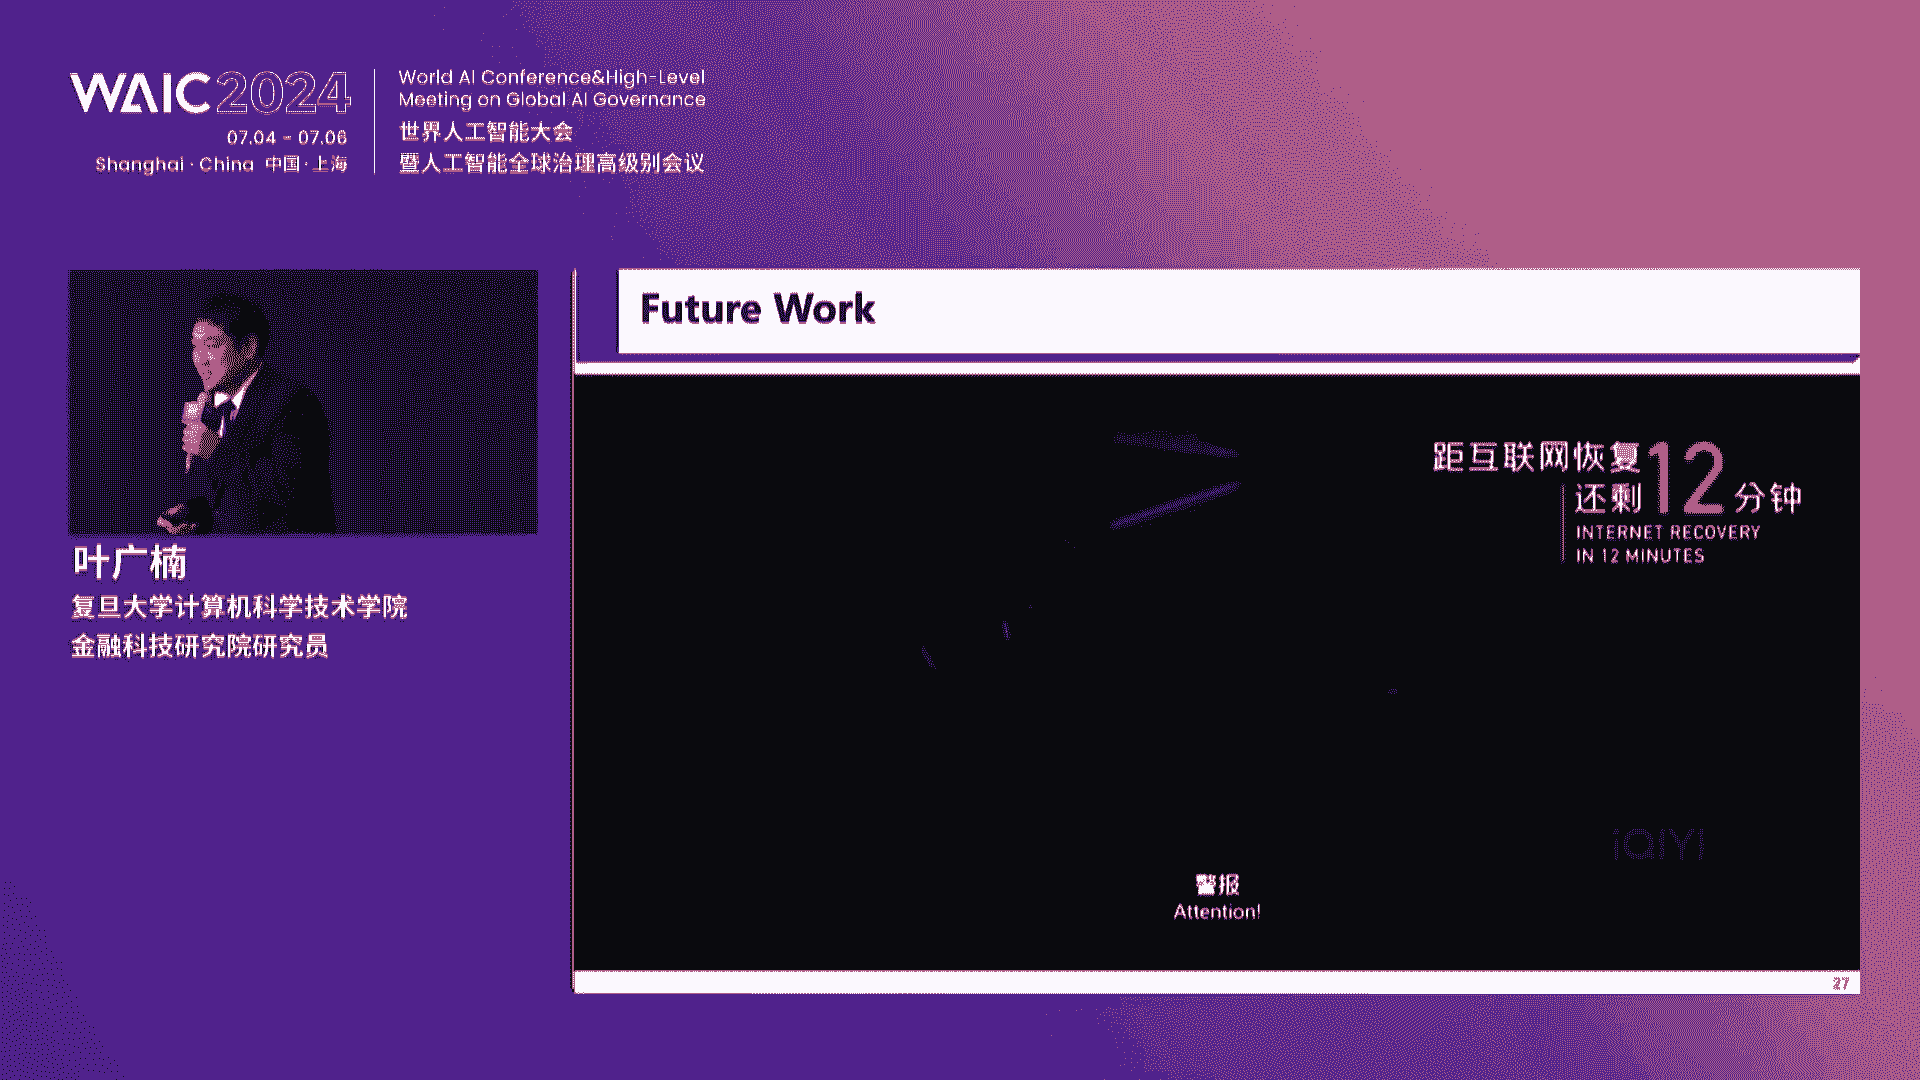 WAIC 2024
07.04 - 07.06
Shanghai · China 中国·上海
World AI Conference&High-Level
Meeting on Global AI Governance
世界人工智能大会
暨人工智能全球治理高级别会议
叶广楠
复旦大学计算机科学技术学院
金融科技研究院研究员
Future Work
距互联网恢复
还剩12分钟
INTERNET RECOVERY
IN 12 MINUTES
iQIYI
警报
Attention!
27